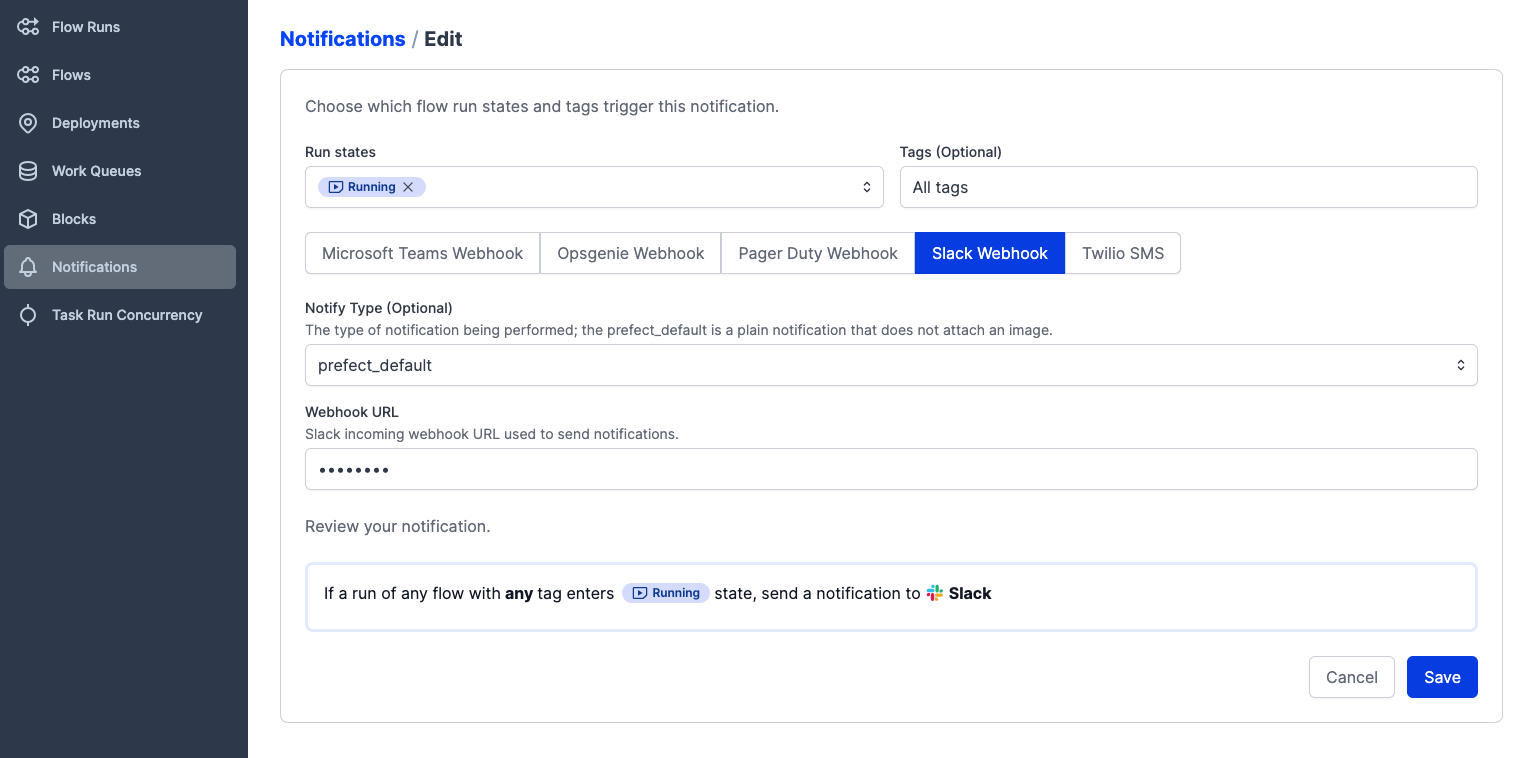 Flow Runs
Flows
Deployments
Work Queues
Blocks
Notifications
Task Run Concurrency
Notifications / Edit
Choose which flow run states and tags trigger this notification.
Run states
Tags (Optional)
Running
All tags
Microsoft Teams Webhook
Opsgenie Webhook
Pager Duty Webhook
Slack Webhook
Twilio SMS
Notify Type (Optional)
The type of notification being performed; the prefect_default is a plain notification that does not attach an image.
prefect_default
Webhook URL
Slack incoming webhook URL used to send notifications.
••••••••
Review your notification.
If a run of any flow with any tag enters Running state, send a notification to Slack
Cancel
Save